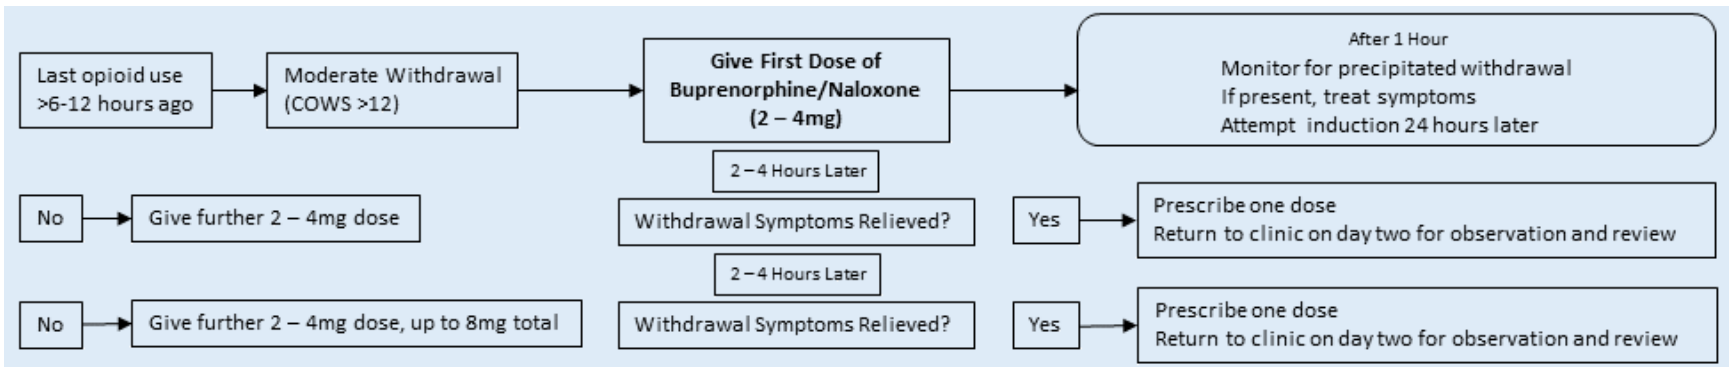 Last opioid use
>6-12 hours ago
Moderate Withdrawal
(COWS >12)
Give First Dose of
Buprenorphine/Naloxone
(2 – 4mg)
After 1 Hour
Monitor for precipitated withdrawal
If present, treat symptoms
Attempt induction 24 hours later
2 – 4 Hours Later
No
Give further 2 – 4mg dose
Withdrawal Symptoms Relieved?
Yes
Prescribe one dose
Return to clinic on day two for observation and review
2 – 4 Hours Later
No
Give further 2 – 4mg dose, up to 8mg total
Withdrawal Symptoms Relieved?
Yes
Prescribe one dose
Return to clinic on day two for observation and review